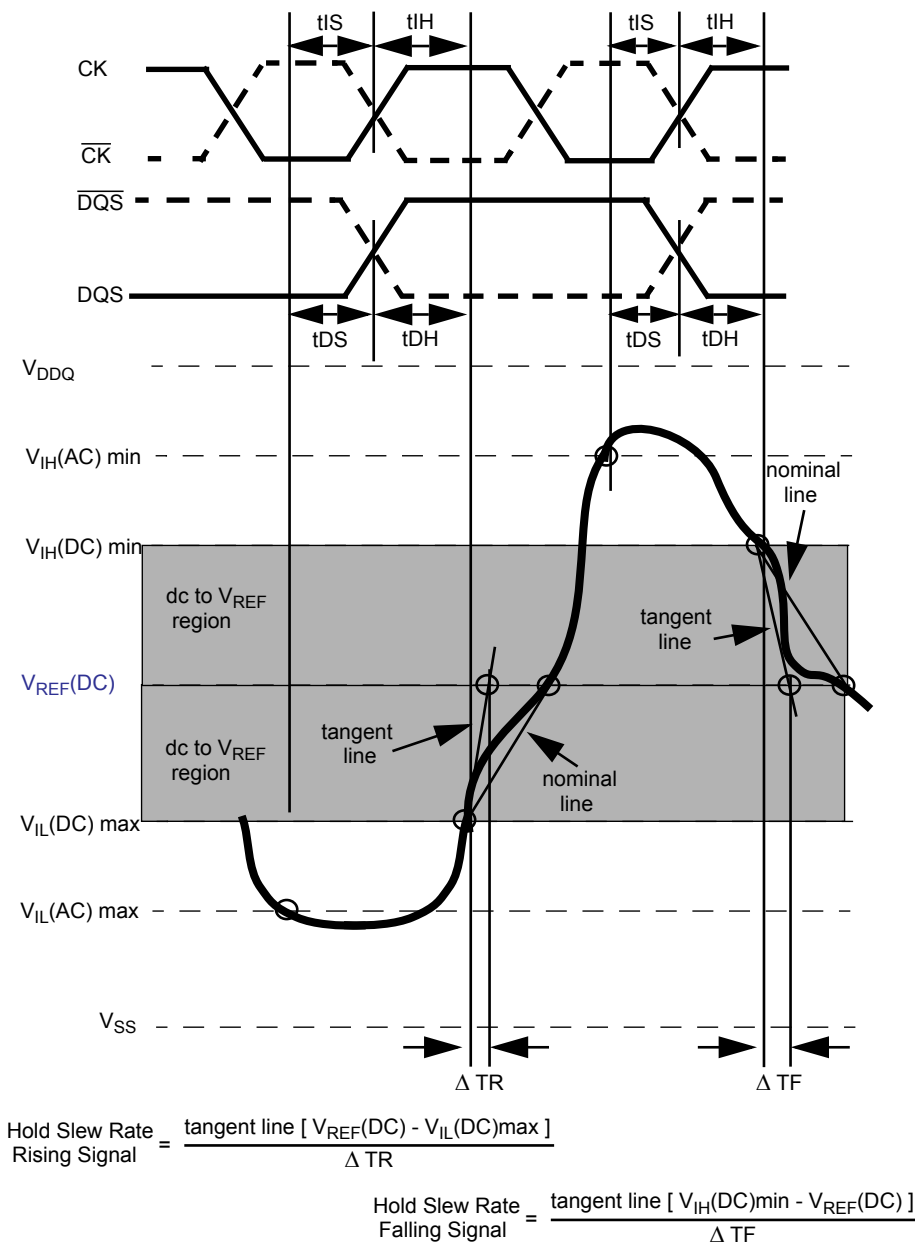 tIS tIH tIS tIH
CK
C̅K̅
D̅Q̅S̅
DQS
tDS tDH tDS tDH
VDDQ
VIH(AC) min
nominal
line
VIH(DC) min
dc to VREF
region
tangent
line
VREF(DC)
tangent
line
dc to VREF
region
nominal
line
VIL(DC) max
VIL(AC) max
VSS
Δ TR Δ TF
Hold Slew Rate
Rising Signal = tangent line [ VREF(DC) - VIL(DC)max ]
Δ TR
Hold Slew Rate
Falling Signal = tangent line [ VIH(DC)min - VREF(DC) ]
Δ TF